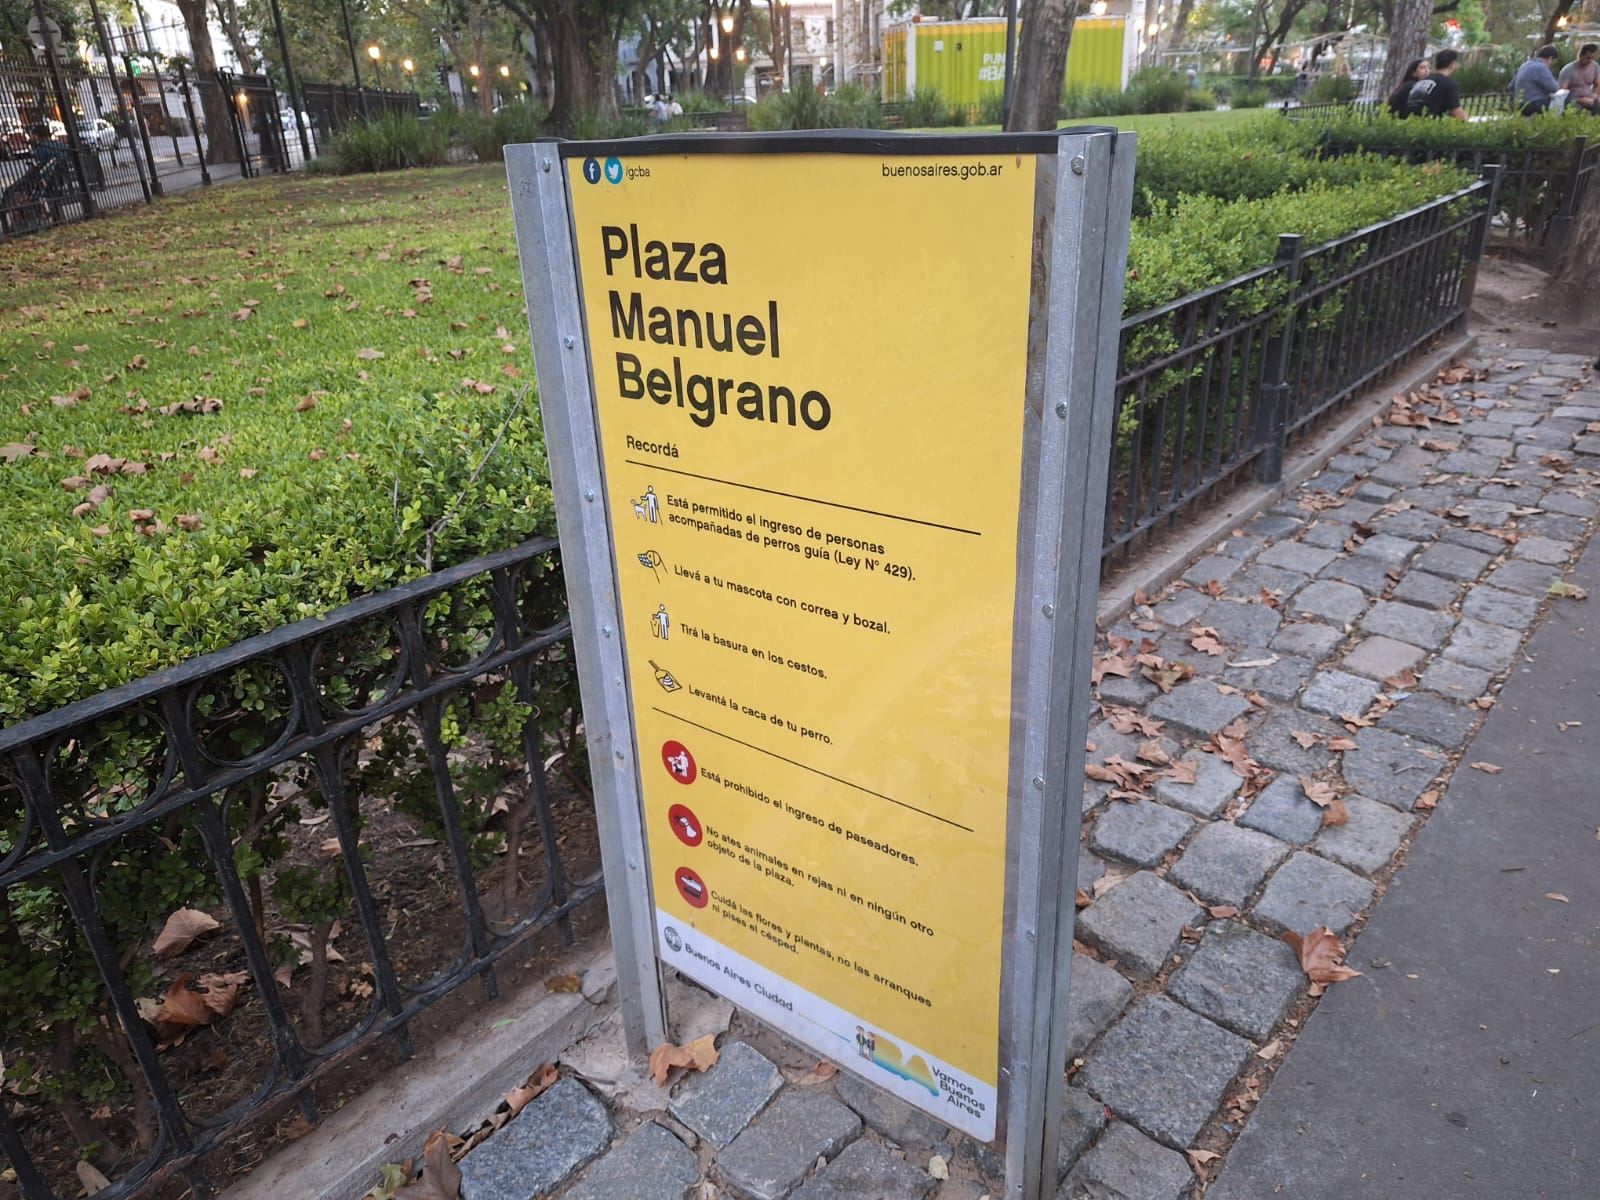 /gcba
buenosaires.gob.ar
Plaza
Manuel
Belgrano
Recordá
Está permitido el ingreso de personas
acompañadas de perros guía (Ley N° 429).
Llevá a tu mascota con correa y bozal.
Tirá la basura en los cestos.
Levantá la caca de tu perro.
Está prohibido el ingreso de paseadores.
No ates animales en rejas ni en ningún otro
objeto de la plaza.
Cuidá las flores y plantas, no las arranques
ni pises el césped.
Buenos Aires Ciudad
BA
Vamos
Buenos
Aires